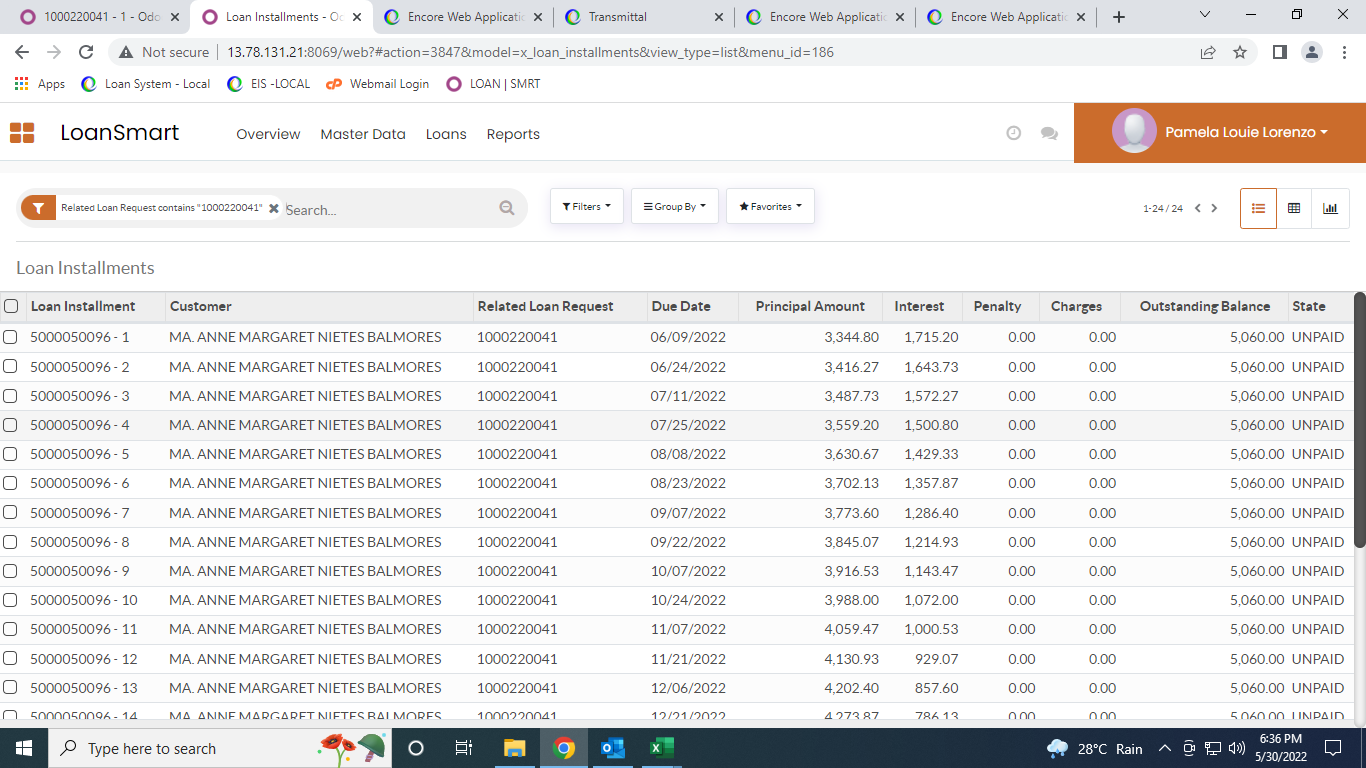 1000220041 - 1 - Odo
Loan Installments - Od
Encore Web Applicatio
Transmittal
Encore Web Applicatio
Encore Web Applicatio
Not secure 13.78.131.21:8069/web?#action=3847&model=x_loan_installments&view_type=list&menu_id=186
Apps Loan System - Local EIS -LOCAL Webmail Login LOAN | SMRT
LoanSmart Overview Master Data Loans Reports Pamela Louie Lorenzo
Related Loan Request contains "1000220041" Search... Filters Group By Favorites 1-24 / 24
Loan Installments
Loan Installment Customer Related Loan Request Due Date Principal Amount Interest Penalty Charges Outstanding Balance State
5000050096 - 1 MA. ANNE MARGARET NIETES BALMORES 1000220041 06/09/2022 3,344.80 1,715.20 0.00 0.00 5,060.00 UNPAID
5000050096 - 2 MA. ANNE MARGARET NIETES BALMORES 1000220041 06/24/2022 3,416.27 1,643.73 0.00 0.00 5,060.00 UNPAID
5000050096 - 3 MA. ANNE MARGARET NIETES BALMORES 1000220041 07/11/2022 3,487.73 1,572.27 0.00 0.00 5,060.00 UNPAID
5000050096 - 4 MA. ANNE MARGARET NIETES BALMORES 1000220041 07/25/2022 3,559.20 1,500.80 0.00 0.00 5,060.00 UNPAID
5000050096 - 5 MA. ANNE MARGARET NIETES BALMORES 1000220041 08/08/2022 3,630.67 1,429.33 0.00 0.00 5,060.00 UNPAID
5000050096 - 6 MA. ANNE MARGARET NIETES BALMORES 1000220041 08/23/2022 3,702.13 1,357.87 0.00 0.00 5,060.00 UNPAID
5000050096 - 7 MA. ANNE MARGARET NIETES BALMORES 1000220041 09/07/2022 3,773.60 1,286.40 0.00 0.00 5,060.00 UNPAID
5000050096 - 8 MA. ANNE MARGARET NIETES BALMORES 1000220041 09/22/2022 3,845.07 1,214.93 0.00 0.00 5,060.00 UNPAID
5000050096 - 9 MA. ANNE MARGARET NIETES BALMORES 1000220041 10/07/2022 3,916.53 1,143.47 0.00 0.00 5,060.00 UNPAID
5000050096 - 10 MA. ANNE MARGARET NIETES BALMORES 1000220041 10/24/2022 3,988.00 1,072.00 0.00 0.00 5,060.00 UNPAID
5000050096 - 11 MA. ANNE MARGARET NIETES BALMORES 1000220041 11/07/2022 4,059.47 1,000.53 0.00 0.00 5,060.00 UNPAID
5000050096 - 12 MA. ANNE MARGARET NIETES BALMORES 1000220041 11/21/2022 4,130.93 929.07 0.00 0.00 5,060.00 UNPAID
5000050096 - 13 MA. ANNE MARGARET NIETES BALMORES 1000220041 12/06/2022 4,202.40 857.60 0.00 0.00 5,060.00 UNPAID
5000050096 - 14 MA. ANNE MARGARET NIETES BALMORES 1000220041 12/21/2022 4,273.87 786.13 0.00 0.00 5,060.00 UNPAID
Type here to search 28°C Rain 6:36 PM
5/30/2022